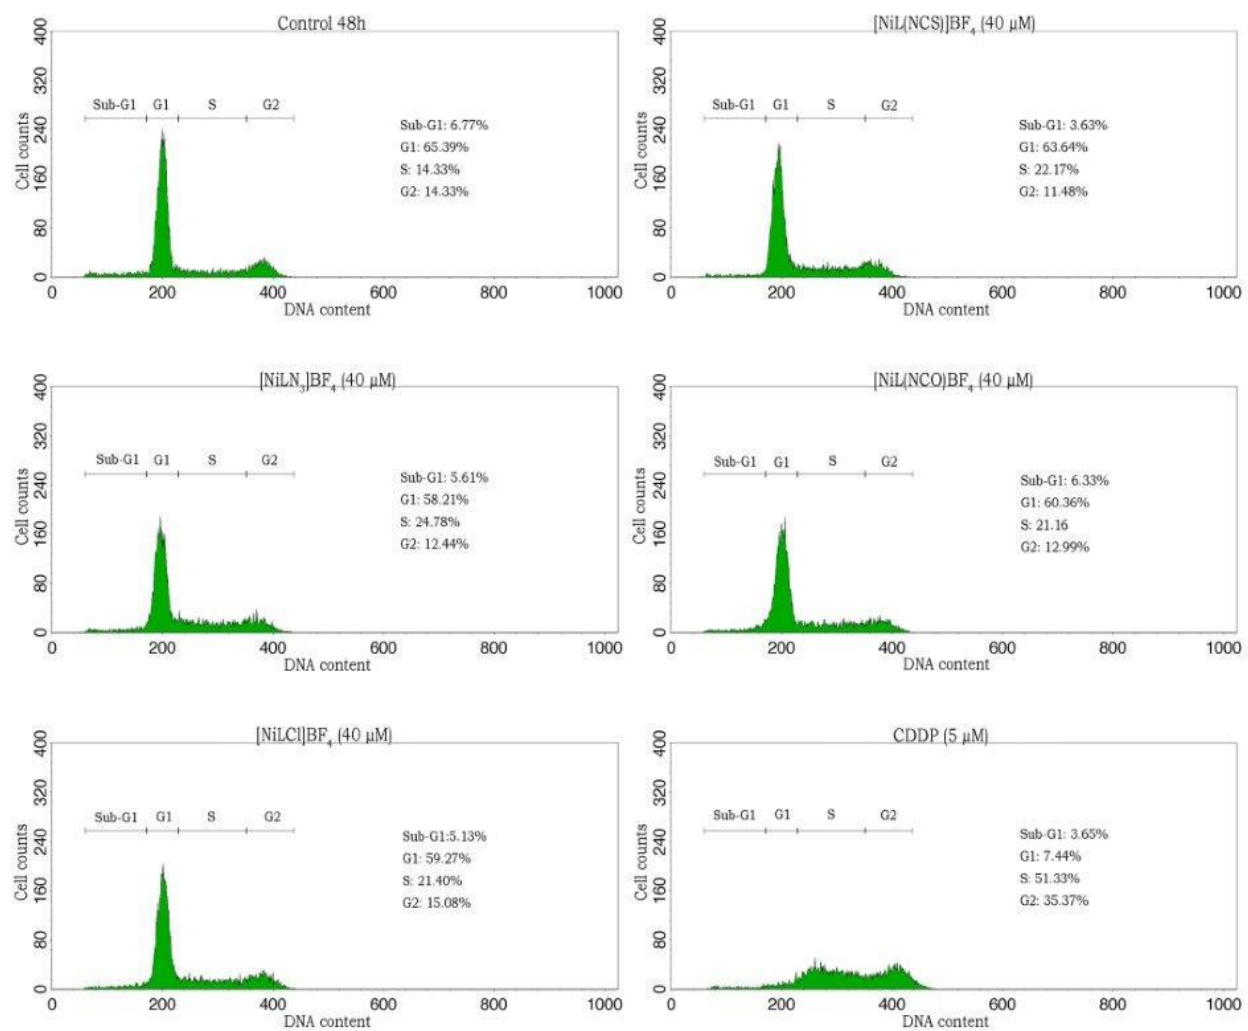 Control 48h
400
320
240
160
80
0
Cell counts
Sub-G1 G1 S G2
Sub-G1: 6.77%
G1: 65.39%
S: 14.33%
G2: 14.33%
0 200 400 600 800 1000
DNA content
[NiL(NCS)]BF₄ (40 µM)
400
320
240
160
80
0
Cell counts
Sub-G1 G1 S G2
Sub-G1: 3.63%
G1: 63.64%
S: 22.17%
G2: 11.48%
0 200 400 600 800 1000
DNA content
[NiLN₃]BF₄ (40 µM)
400
320
240
160
80
0
Cell counts
Sub-G1 G1 S G2
Sub-G1: 5.61%
G1: 58.21%
S: 24.78%
G2: 12.44%
0 200 400 600 800 1000
DNA content
[NiL(NCO)BF₄ (40 µM)
400
320
240
160
80
0
Cell counts
Sub-G1 G1 S G2
Sub-G1: 6.33%
G1: 60.36%
S: 21.16
G2: 12.99%
0 200 400 600 800 1000
DNA content
[NiLCl]BF₄ (40 µM)
400
320
240
160
80
0
Cell counts
Sub-G1 G1 S G2
Sub-G1:5.13%
G1: 59.27%
S: 21.40%
G2: 15.08%
0 200 400 600 800 1000
DNA content
CDDP (5 µM)
400
320
240
160
80
0
Cell counts
Sub-G1 G1 S G2
Sub-G1: 3.65%
G1: 7.44%
S: 51.33%
G2: 35.37%
0 200 400 600 800 1000
DNA content